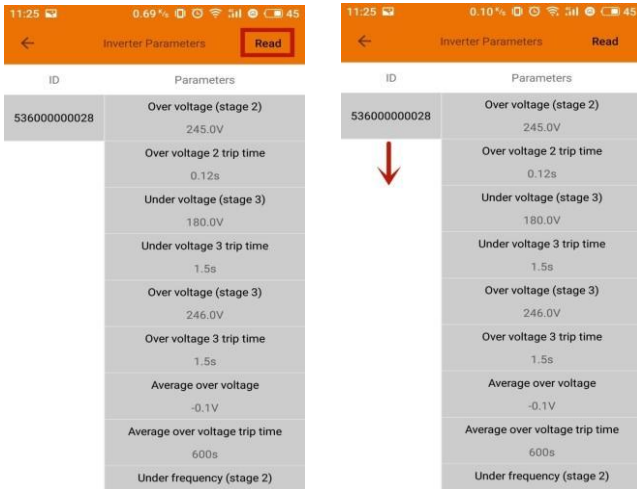 11:25 0.69 k/s 45
Inverter Parameters Read
ID Parameters
536000000028
Over voltage (stage 2)
245.0V
Over voltage 2 trip time
0.12s
Under voltage (stage 3)
180.0V
Under voltage 3 trip time
1.5s
Over voltage (stage 3)
246.0V
Over voltage 3 trip time
1.5s
Average over voltage
-0.1V
Average over voltage trip time
600s
Under frequency (stage 2)
11:25 0.10 k/s 45
Inverter Parameters Read
ID Parameters
536000000028
Over voltage (stage 2)
245.0V
Over voltage 2 trip time
0.12s
Under voltage (stage 3)
180.0V
Under voltage 3 trip time
1.5s
Over voltage (stage 3)
246.0V
Over voltage 3 trip time
1.5s
Average over voltage
-0.1V
Average over voltage trip time
600s
Under frequency (stage 2)